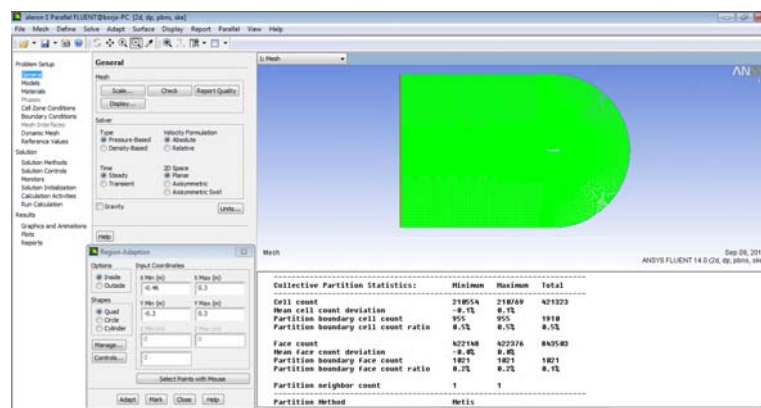 aleron:1 Parallel FLUENT@borja-PC [2d, dp, pbns, ske]
File Mesh Define Solve Adapt Surface Display Report Parallel View Help
Problem Setup
General
Models
Materials
Phases
Cell Zone Conditions
Boundary Conditions
Mesh Interfaces
Dynamic Mesh
Reference Values
Solution
Solution Methods
Solution Controls
Monitors
Solution Initialization
Calculation Activities
Run Calculation
Results
Graphics and Animations
Plots
Reports
General
Mesh
Scale... Check Report Quality
Display...
Solver
Type Velocity Formulation
Pressure-Based Absolute
Density-Based Relative
Time 2D Space
Steady Planar
Transient Axisymmetric
Axisymmetric Swirl
Gravity Units...
Help
Region Adaption
Options Input Coordinates
Inside X Min (m) X Max (m)
Outside -0.46 0.3
Shapes Y Min (m) Y Max (m)
Quad -0.3 0.3
Circle
Cylinder Z Min (m) Z Max (m)
0 0
Manage...
Controls... 0
Select Points with Mouse
Adapt Mark Close Help
1: Mesh
ANS
Mesh
Sep 09, 201
ANSYS FLUENT 14.0 (2d, dp, pbns, ske)
Collective Partition Statistics: Minimum Maximum Total
Cell count 210554 210769 421323
Mean cell count deviation -0.1% 0.1%
Partition boundary cell count 955 955 1910
Partition boundary cell count ratio 0.5% 0.5% 0.5%
Face count 422148 422376 843503
Mean face count deviation -0.0% 0.0%
Partition boundary face count 1021 1021 1021
Partition boundary face count ratio 0.2% 0.2% 0.1%
Partition neighbor count 1 1
Partition Method Metis